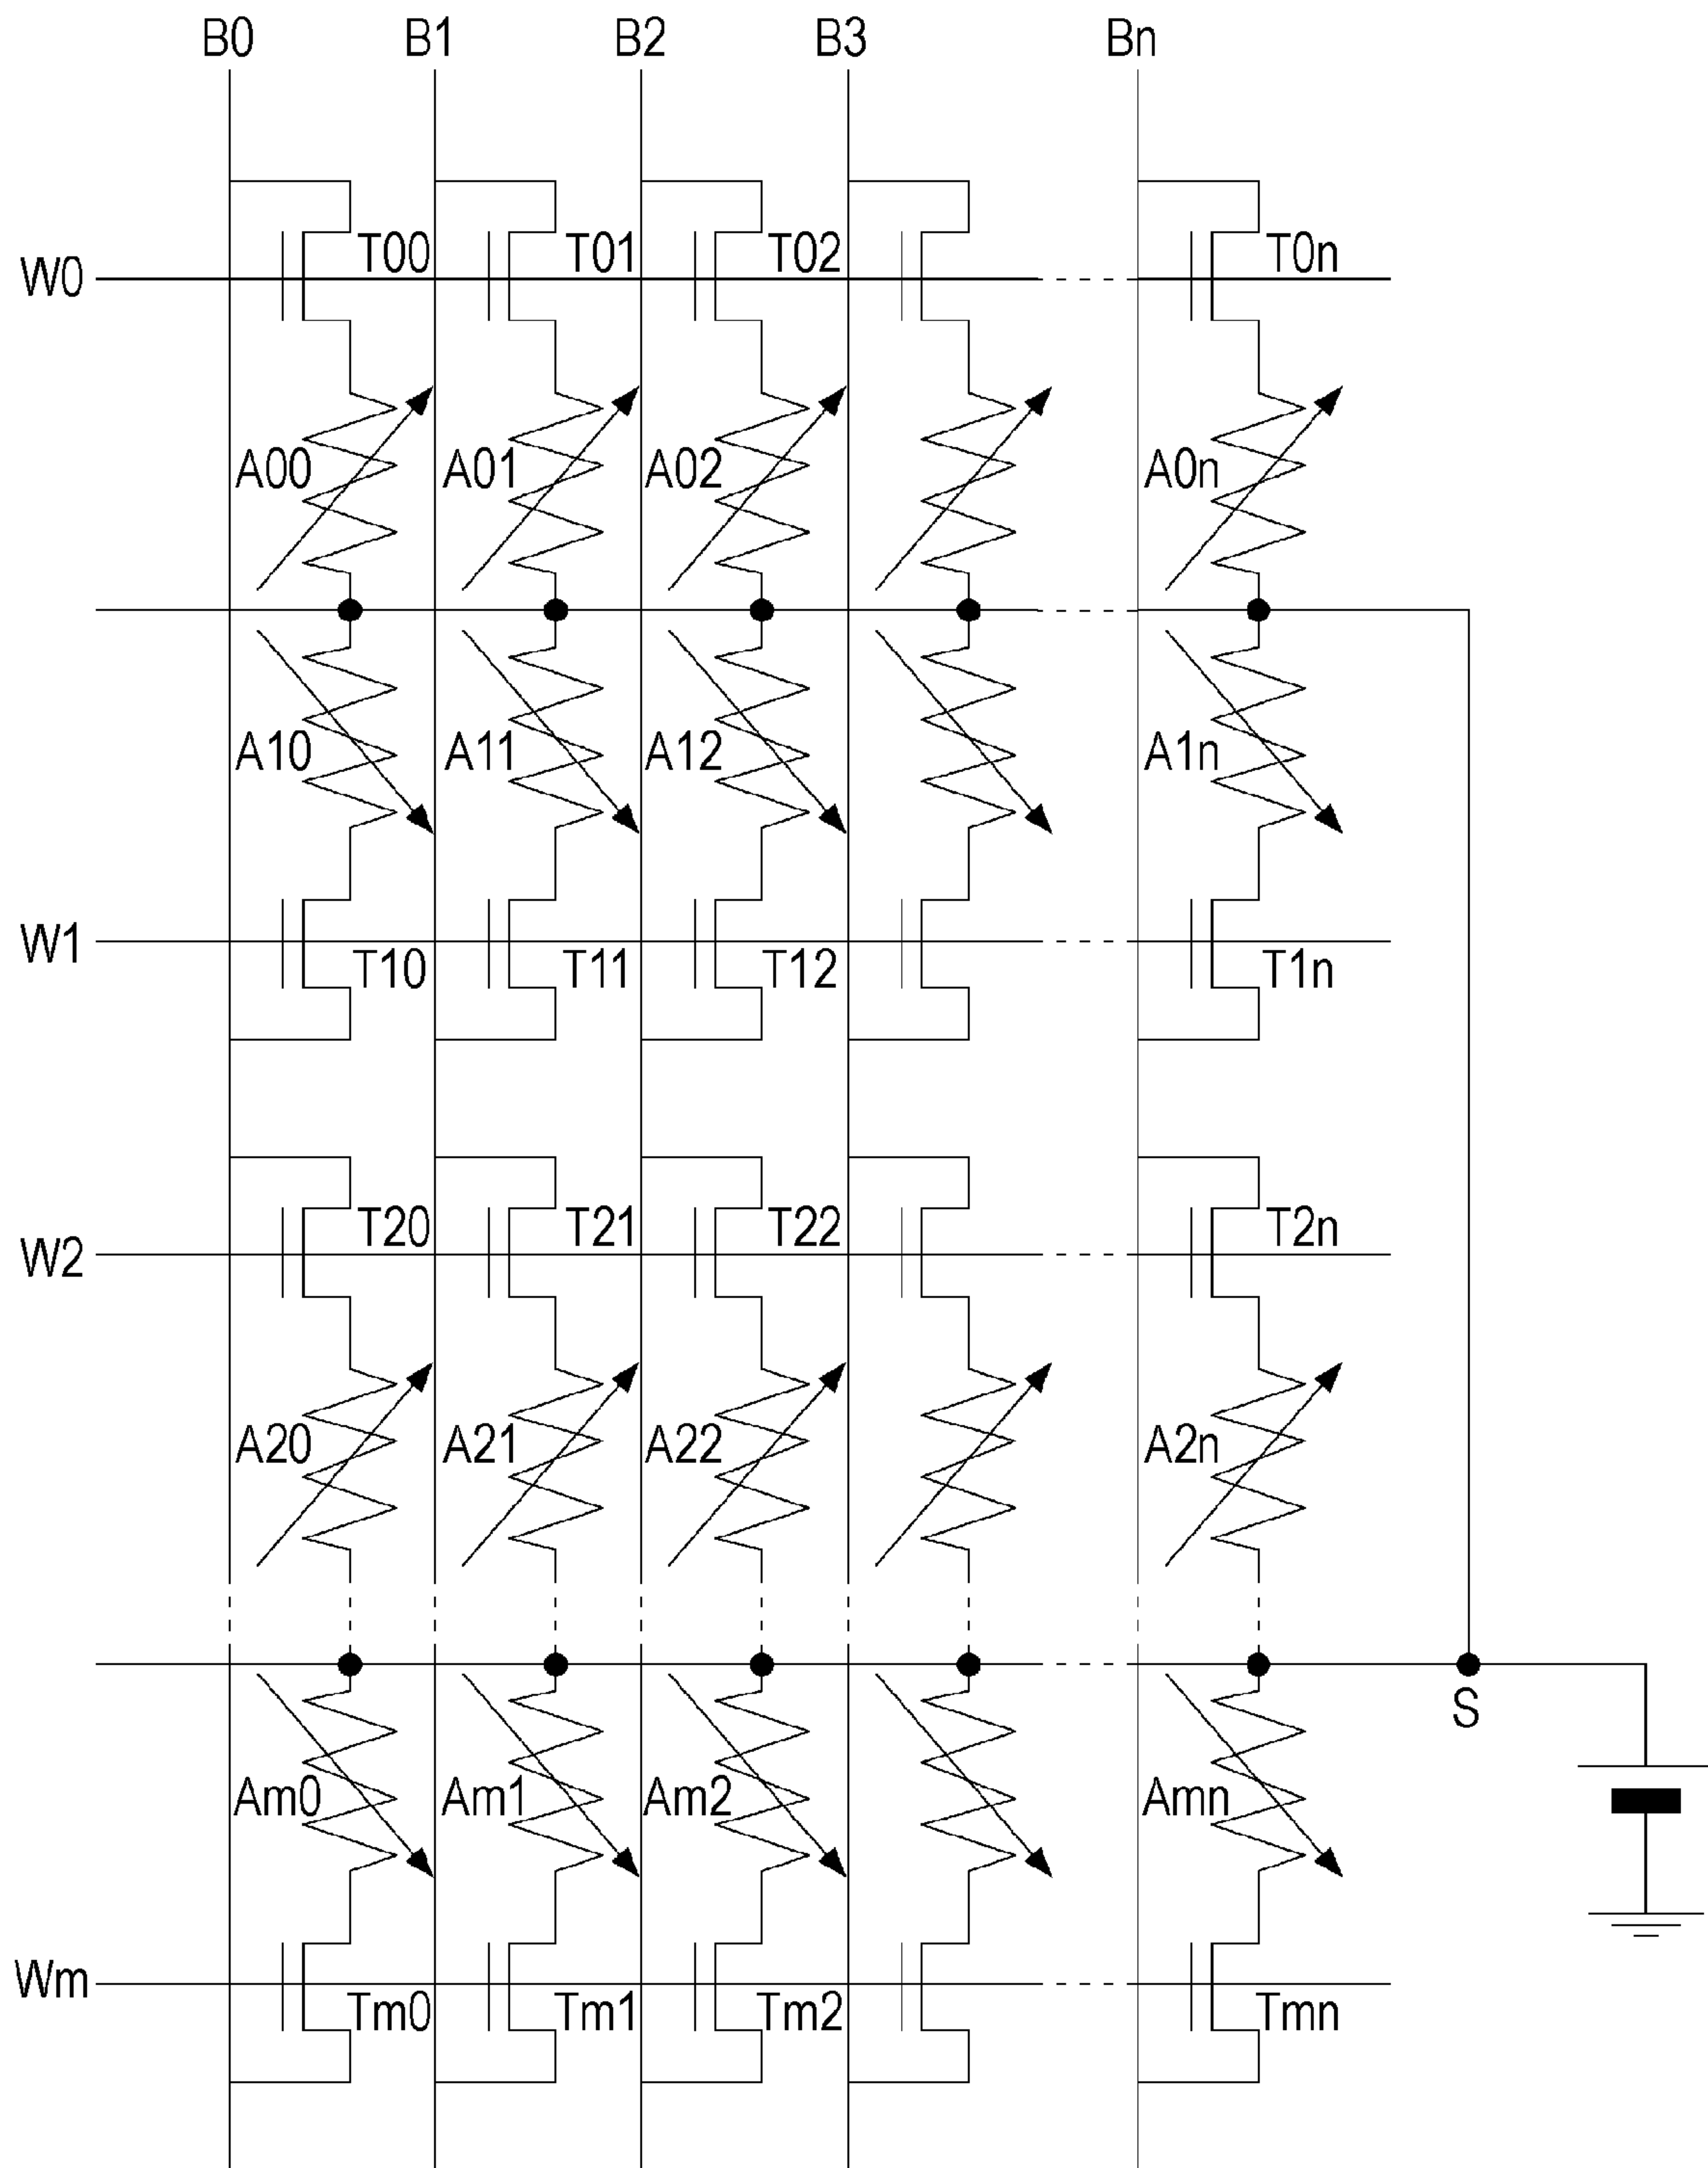 B0 B1 B2 B3 Bn
W0 T00 T01 T02 T0n
A00 A01 A02 A0n
A10 A11 A12 A1n
W1 T10 T11 T12 T1n
W2 T20 T21 T22 T2n
A20 A21 A22 A2n
S
Am0 Am1 Am2 Amn
Wm Tm0 Tm1 Tm2 Tmn